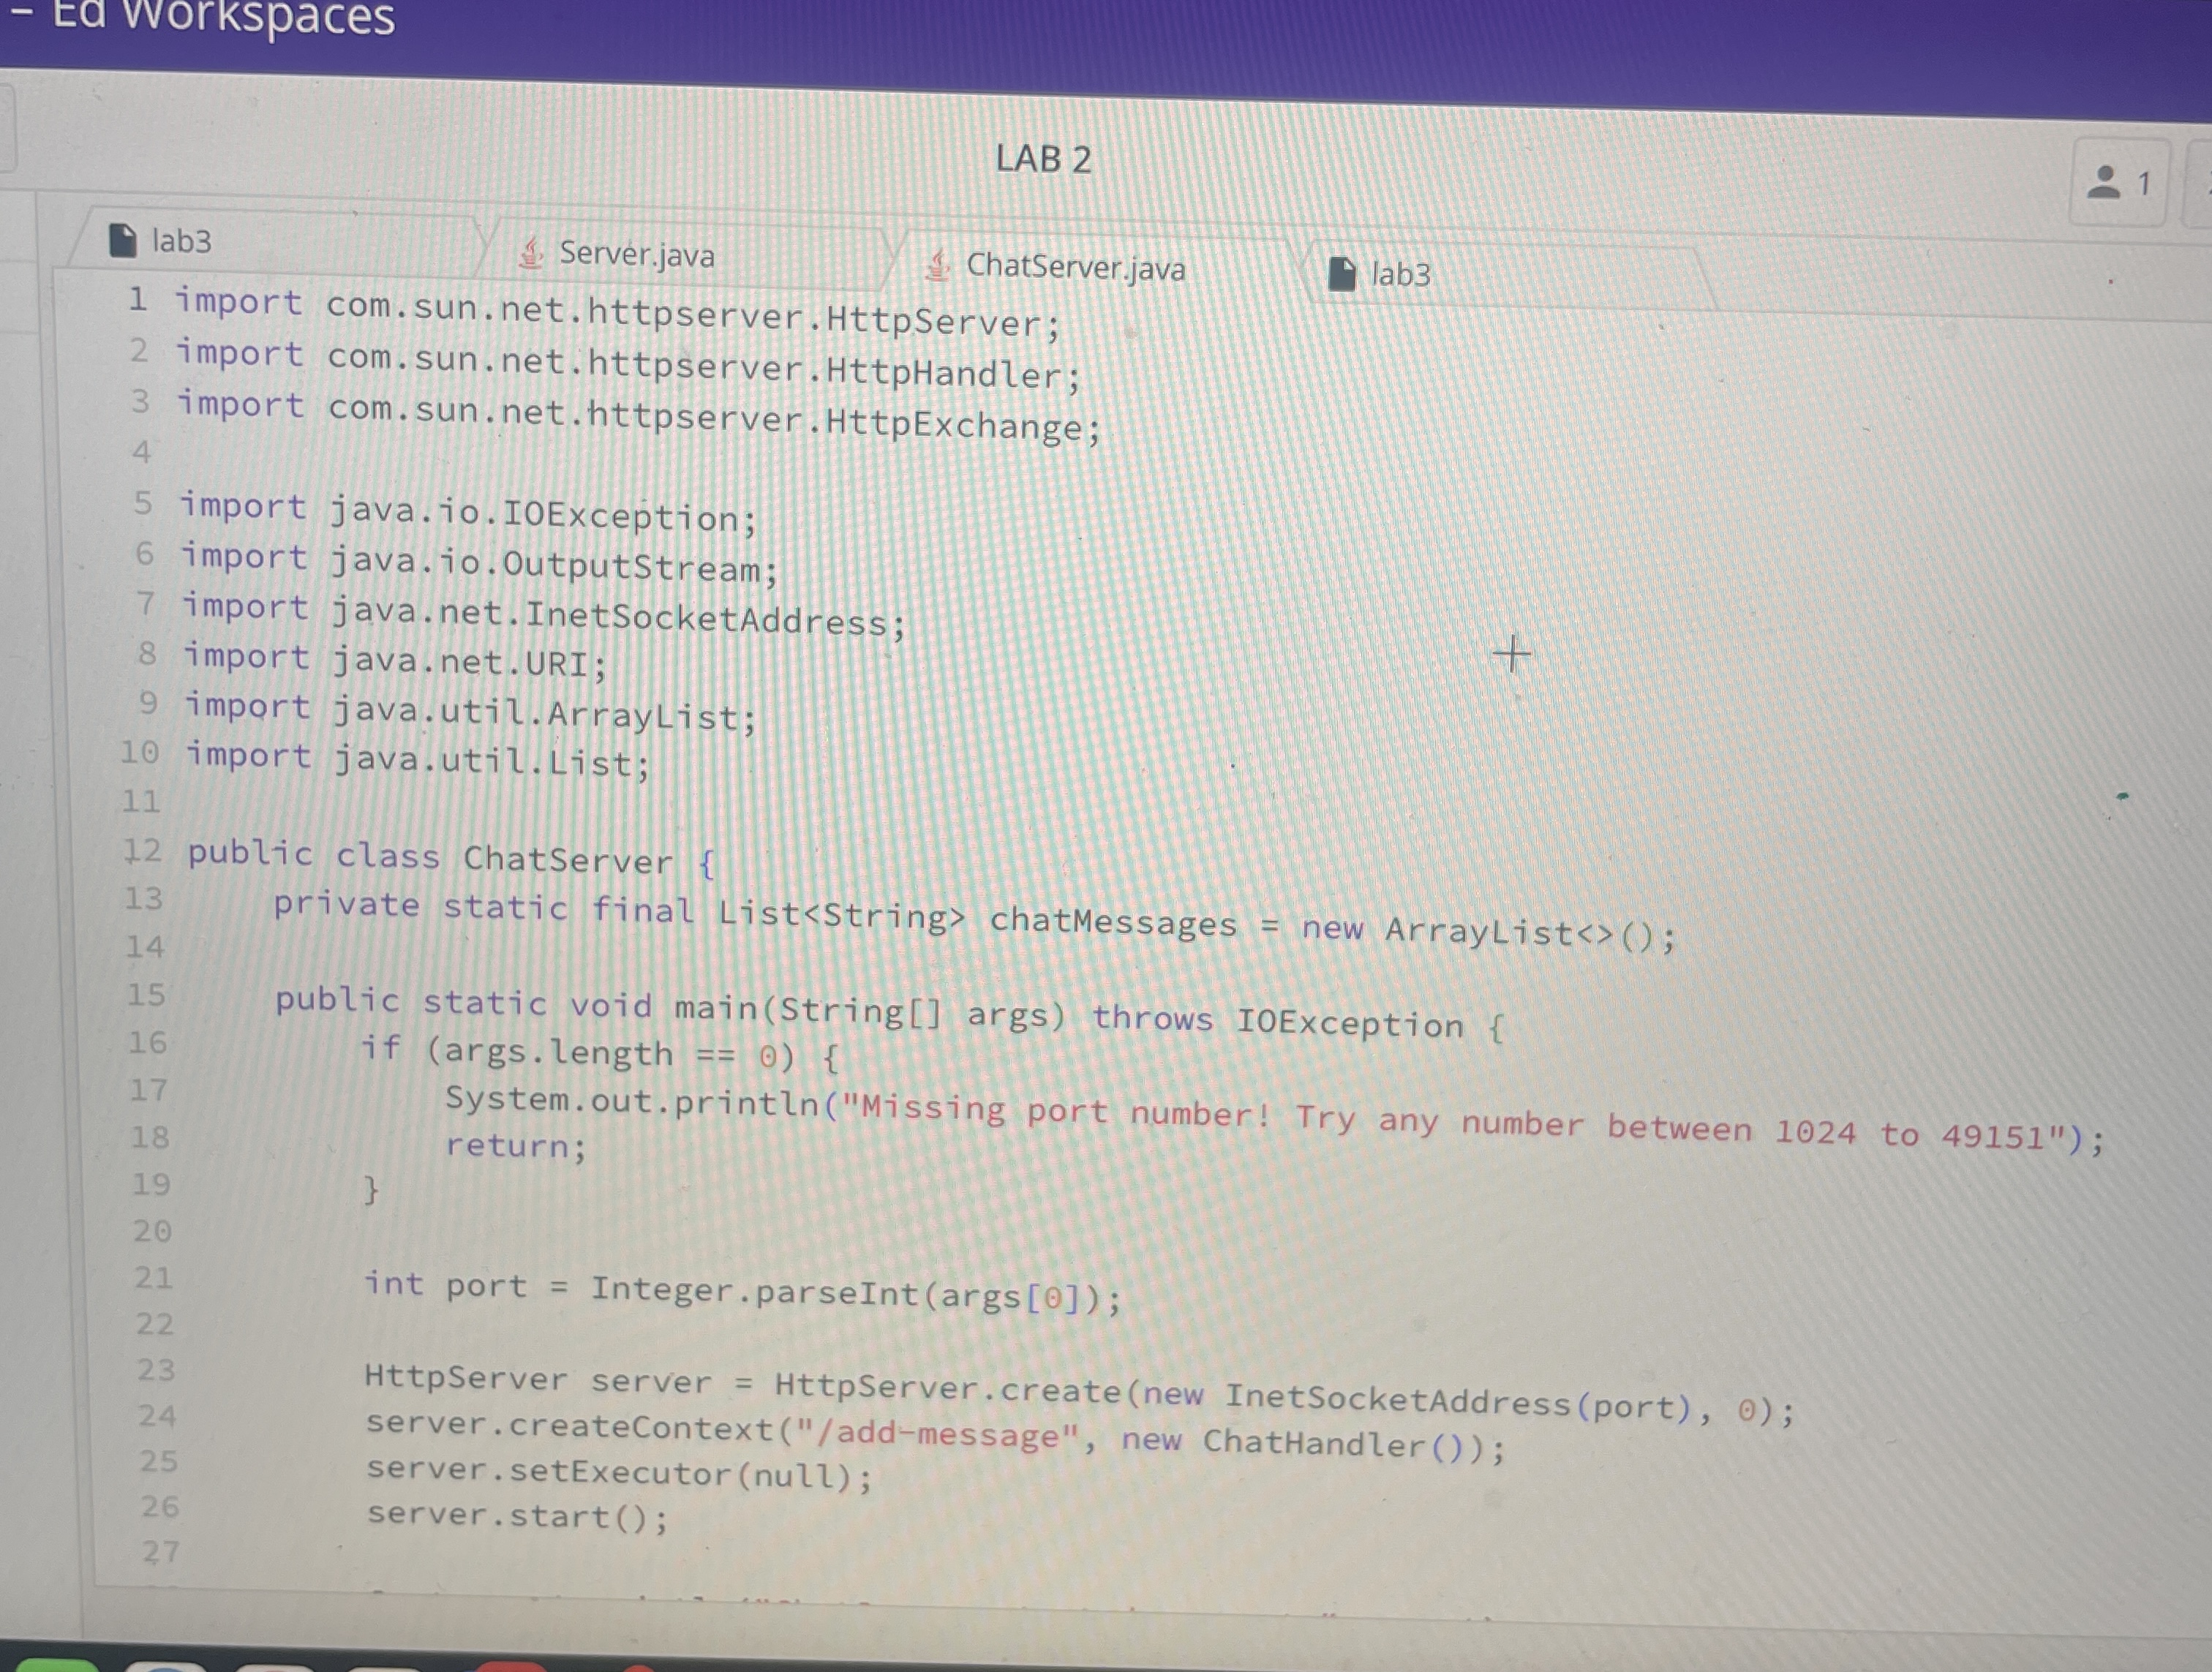 – Ed Workspaces
LAB 2
1
lab3
Server.java
ChatServer.java
lab3
1 import com.sun.net.httpserver.HttpServer;
2 import com.sun.net.httpserver.HttpHandler;
3 import com.sun.net.httpserver.HttpExchange;
4
5 import java.io.IOException;
6 import java.io.OutputStream;
7 import java.net.InetSocketAddress;
8 import java.net.URI;
9 import java.util.ArrayList;
10 import java.util.List;
11
12 public class ChatServer {
13     private static final List<String> chatMessages = new ArrayList<>();
14
15     public static void main(String[] args) throws IOException {
16         if (args.length == 0) {
17             System.out.println("Missing port number! Try any number between 1024 to 49151");
18             return;
19         }
20
21         int port = Integer.parseInt(args[0]);
22
23         HttpServer server = HttpServer.create(new InetSocketAddress(port), 0);
24         server.createContext("/add-message", new ChatHandler());
25         server.setExecutor(null);
26         server.start();
27